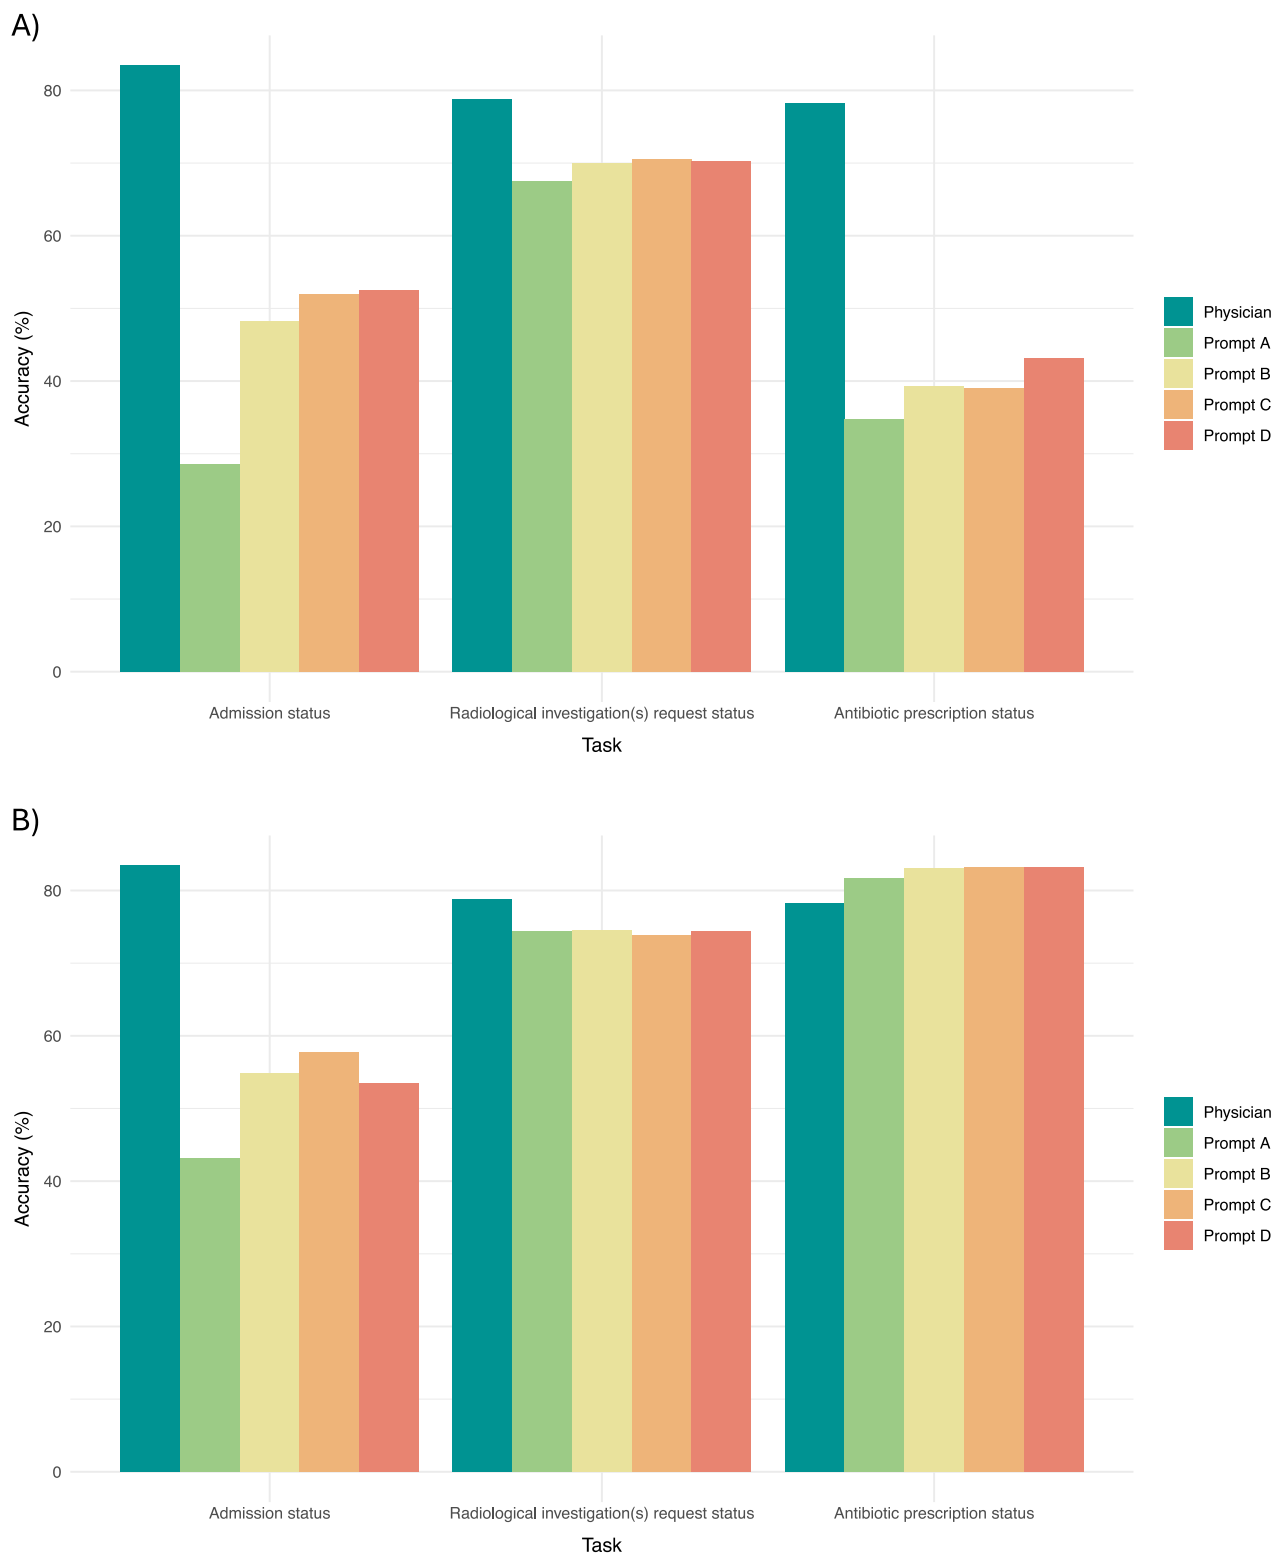 A)
80
60
40
20
0
Accuracy (%)
Admission status
Radiological investigation(s) request status
Antibiotic prescription status
Task
Physician
Prompt A
Prompt B
Prompt C
Prompt D
B)
80
60
40
20
0
Accuracy (%)
Admission status
Radiological investigation(s) request status
Antibiotic prescription status
Task
Physician
Prompt A
Prompt B
Prompt C
Prompt D